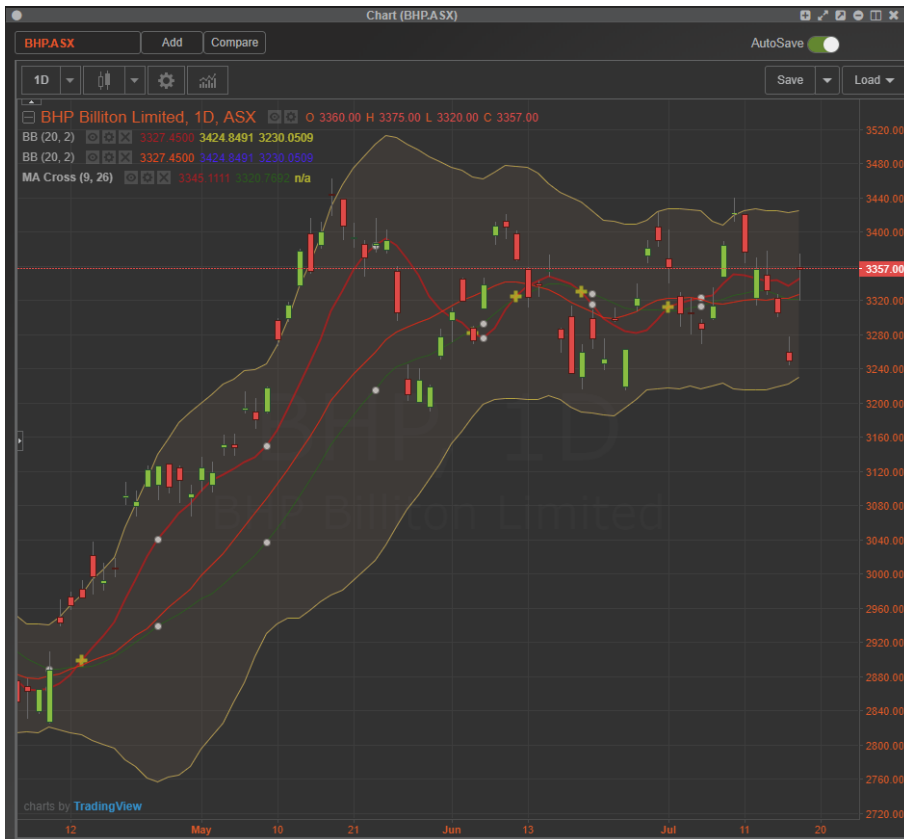 Chart (BHP.ASX)
BHP.ASX Add Compare AutoSave
1D Save Load
BHP Billiton Limited, 1D, ASX O 3360.00 H 3375.00 L 3320.00 C 3357.00
BB (20, 2) 3327.4500 3424.8491 3230.0509
BB (20, 2) 3327.4500 3424.8491 3230.0509
MA Cross (9, 26) 3345.1111 3320.7692 n/a
3520.00
3480.00
3440.00
3400.00
3357.00
3320.00
3280.00
3240.00
3200.00
3160.00
3120.00
3080.00
3040.00
3000.00
2960.00
2920.00
2880.00
2840.00
2800.00
2760.00
2720.00
BHP, 1D
BHP Billiton Limited
charts by TradingView
12 May 10 21 Jun 13 Jul 11 20